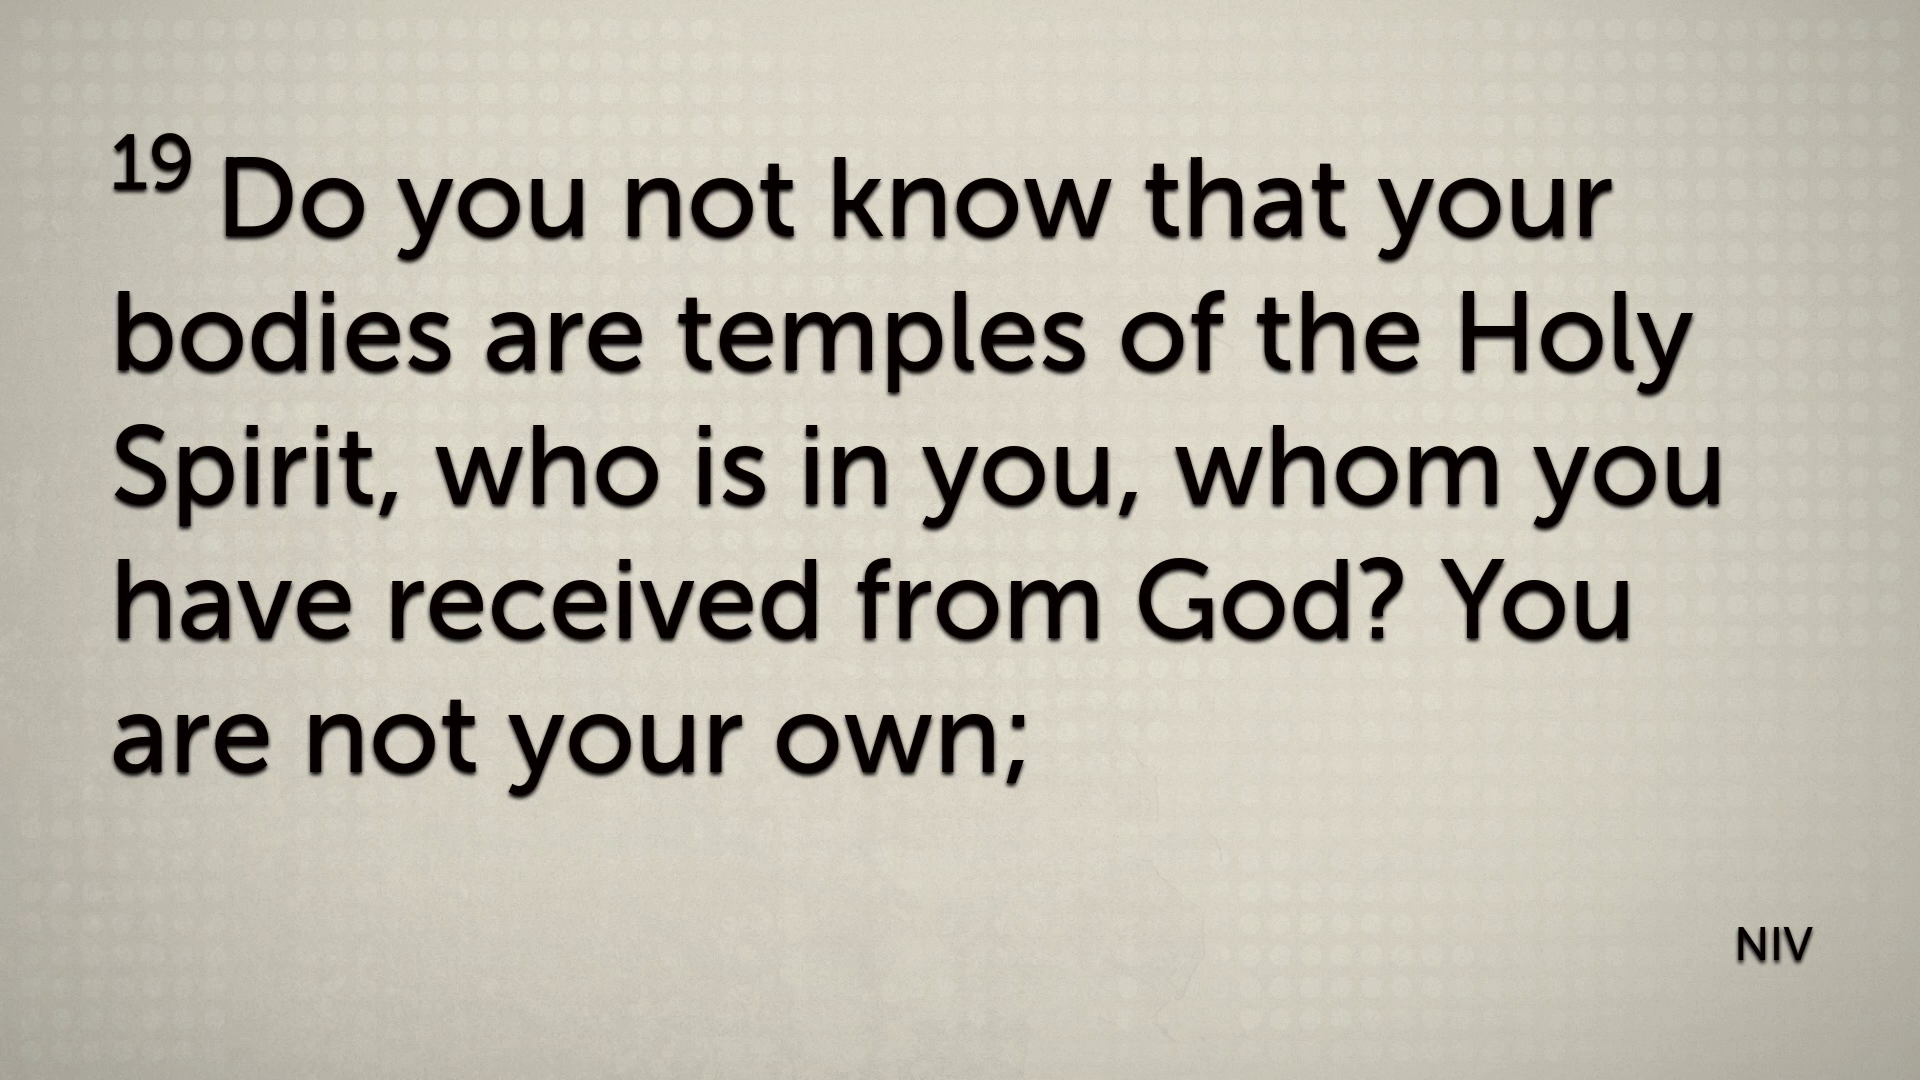 19 Do you not know that your
bodies are temples of the Holy
Spirit, who is in you, whom you
have received from God? You
are not your own;
NIV